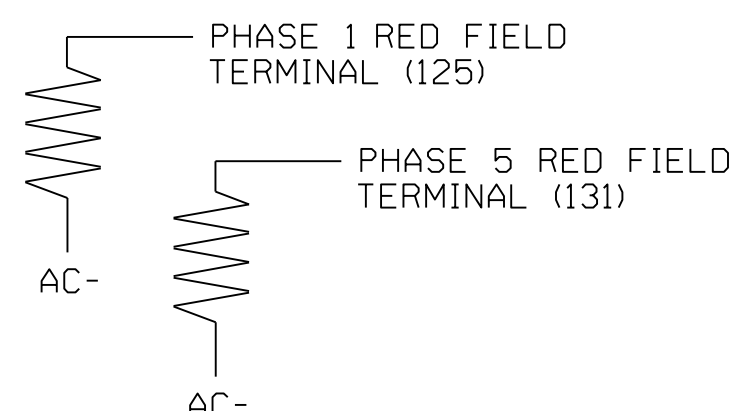 PHASE 1 RED FIELD
TERMINAL (125)
PHASE 5 RED FIELD
TERMINAL (131)
AC-
AC-